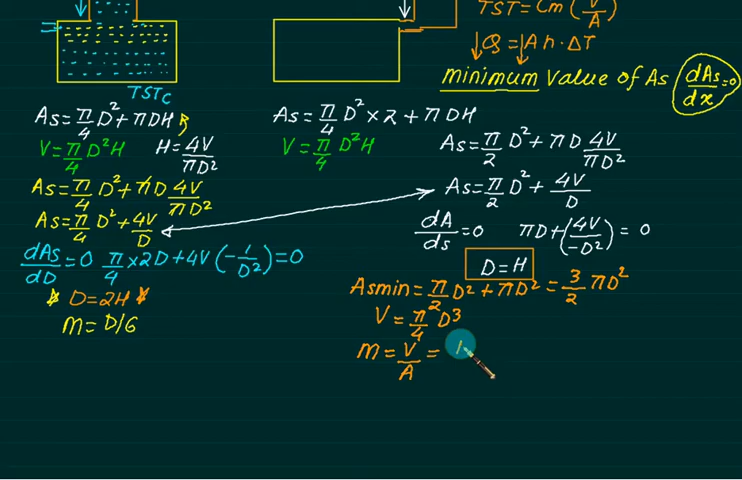 TST = Cm (V/A)
Q = A h · ΔT
minimum Value of As (dAs/dx = 0)
TSTc
As = π/4 D² + πDH
V = π/4 D²H H = 4V/πD²
As = π/4 D² + πD 4V/πD²
As = π/4 D² + 4V/D
dAs/dD = 0 π/4 × 2D + 4V (-1/D²) = 0
D = 2H
M = D/6
As = π/4 D² × 2 + πDH
V = π/4 D²H
As = π/2 D² + πD 4V/πD²
As = π/2 D² + 4V/D
dA/ds = 0 πD + (4V/-D²) = 0
D = H
Asmin = π/2 D² + πD² = 3/2 πD²
V = π/4 D³
M = V/A =